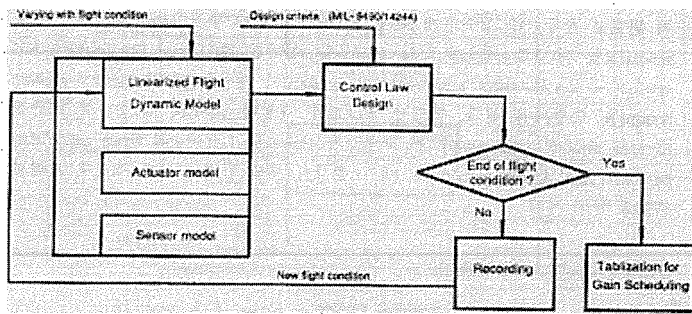 Varying with flight condition
Design criteria (MIL-9490/14244)
Linearized Flight
Dynamic Model
Control Law
Design
Actuator model
Sensor model
End of flight
condition ?
Yes
No
Recording
New flight condition
Tablization for
Gain Scheduling